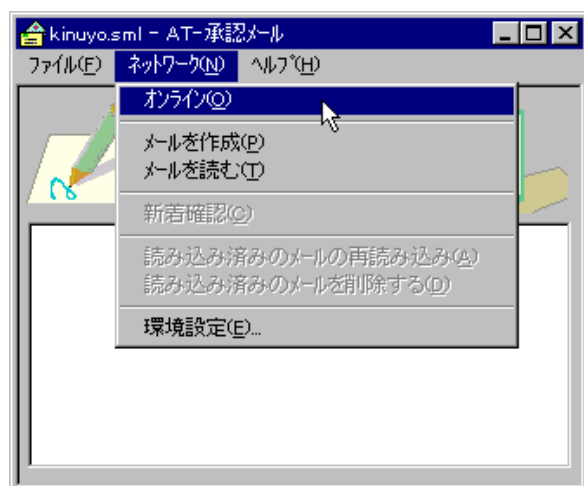 kinuyo.sml - AT-承認メール
ファイル(F) ネットワーク(N) ヘルプ(H)
オンライン(O)
メールを作成(P)
メールを読む(T)
新着確認(C)
読み込み済みのメールの再読み込み(A)
読み込み済みのメールを削除する(D)
環境設定(E)...